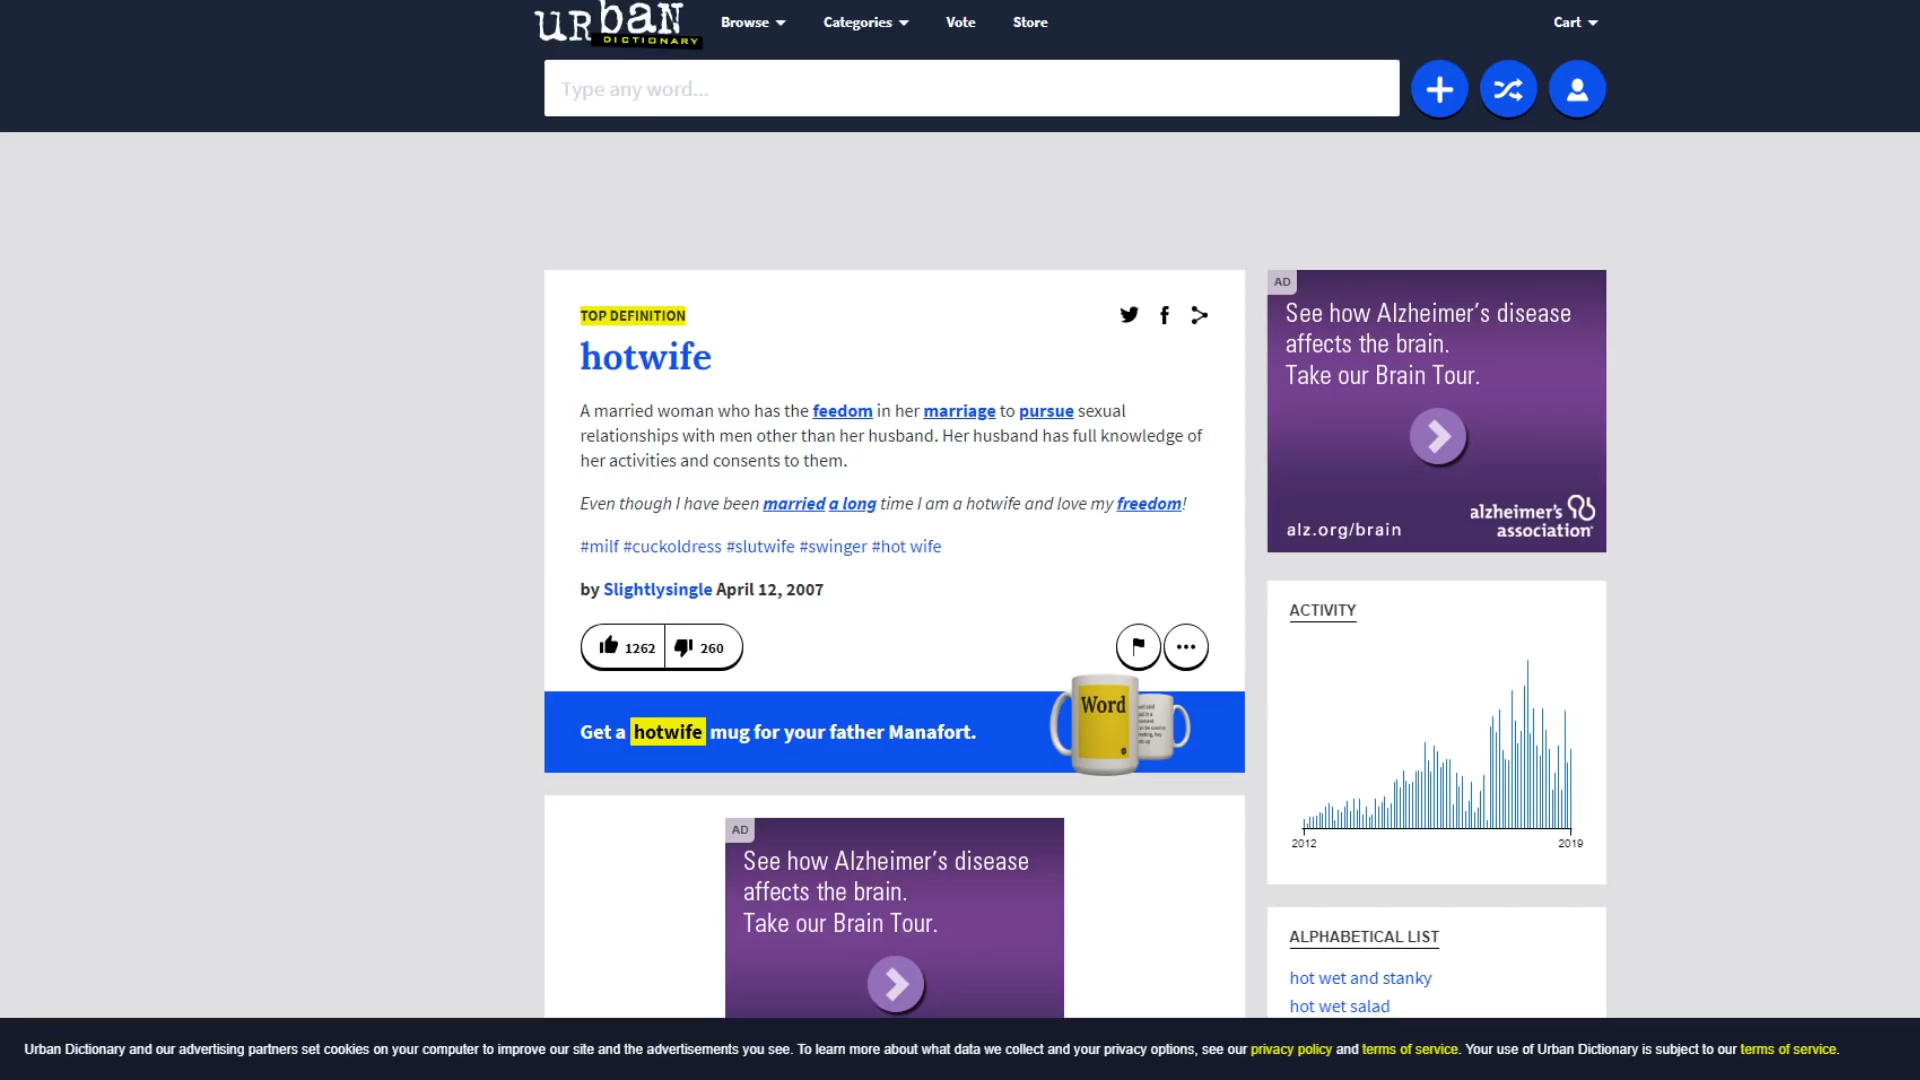 urban
DICTIONARY
Browse
Categories
Vote
Store
Cart
Type any word...
TOP DEFINITION
hotwife
A married woman who has the feedom in her marriage to pursue sexual
relationships with men other than her husband. Her husband has full knowledge of
her activities and consents to them.
Even though I have been married a long time I am a hotwife and love my freedom!
#milf #cuckoldress #slutwife #swinger #hot wife
by Slightlysingle April 12, 2007
1262
260
Get a hotwife mug for your father Manafort.
Word
AD
See how Alzheimer's disease
affects the brain.
Take our Brain Tour.
AD
See how Alzheimer's disease
affects the brain.
Take our Brain Tour.
alzheimer's
association
alz.org/brain
ACTIVITY
2012
2019
ALPHABETICAL LIST
hot wet and stanky
hot wet salad
Urban Dictionary and our advertising partners set cookies on your computer to improve our site and the advertisements you see. To learn more about what data we collect and your privacy options, see our privacy policy and terms of service. Your use of Urban Dictionary is subject to our terms of service.